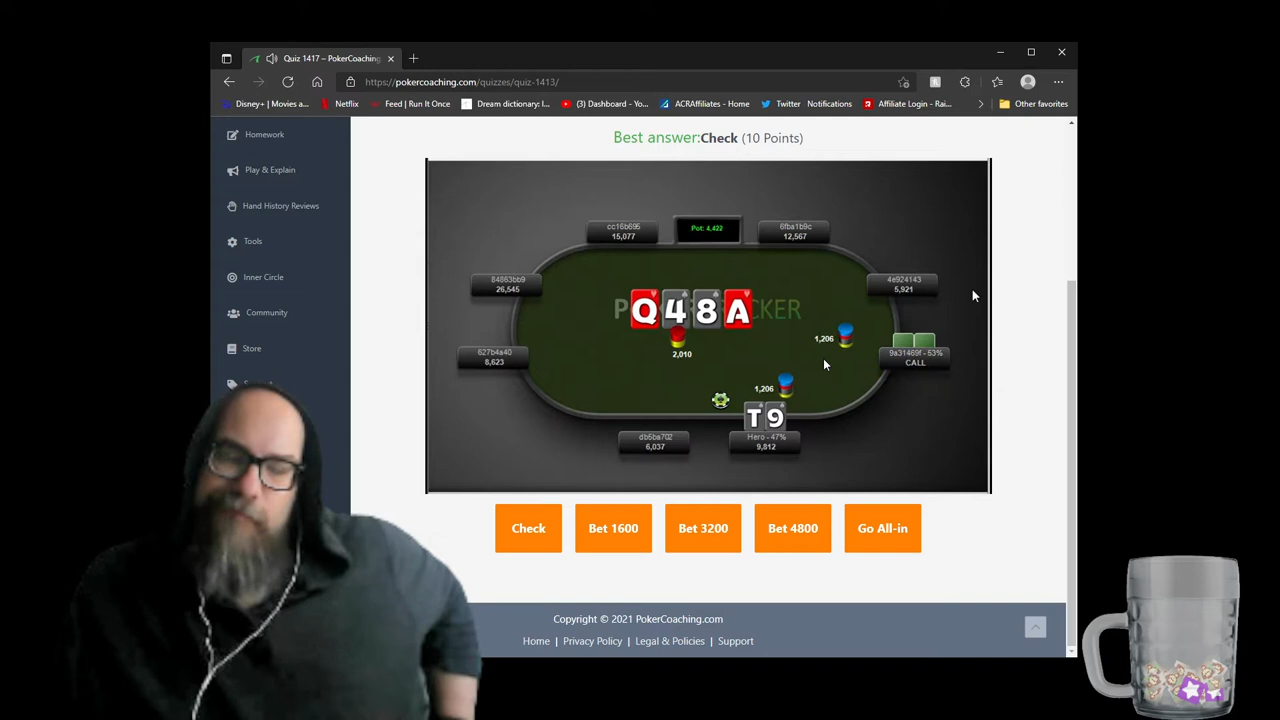 Quiz 1417 – PokerCoaching
https://pokercoaching.com/quizzes/quiz-1413/
Disney+ | Movies a...
Netflix
Feed | Run It Once
Dream dictionary: I...
(3) Dashboard - Yo...
ACRAffiliates - Home
Twitter
Notifications
Affiliate Login - Rai...
Other favorites
Homework
Play & Explain
Hand History Reviews
Tools
Inner Circle
Community
Store
Best answer:Check (10 Points)
cc16b695
15,077
Pot: 4,422
6fba1b9c
12,567
84863bb9
26,545
4e924143
5,921
Q 4 8 A
CKER
2,010
1,206
627b4a40
8,623
9a31469f - 53%
CALL
1,206
T 9
db5ba702
6,037
Hero - 47%
9,812
Check
Bet 1600
Bet 3200
Bet 4800
Go All-in
Copyright © 2021 PokerCoaching.com
Home | Privacy Policy | Legal & Policies | Support